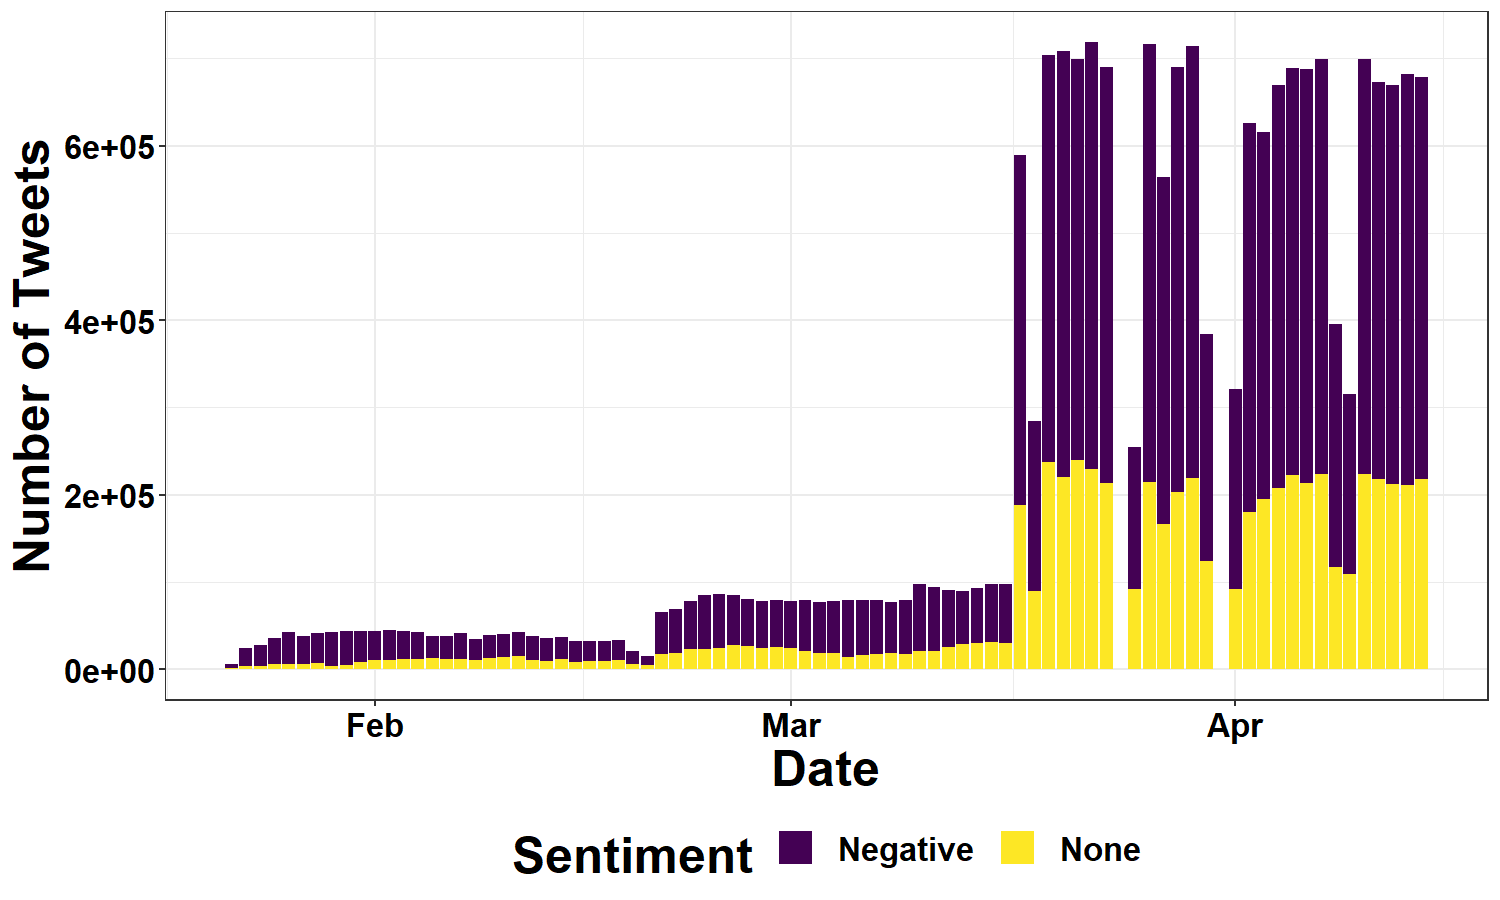 Number of Tweets
6e+05
4e+05
2e+05
0e+00
Feb Mar Apr
Date
Sentiment Negative None